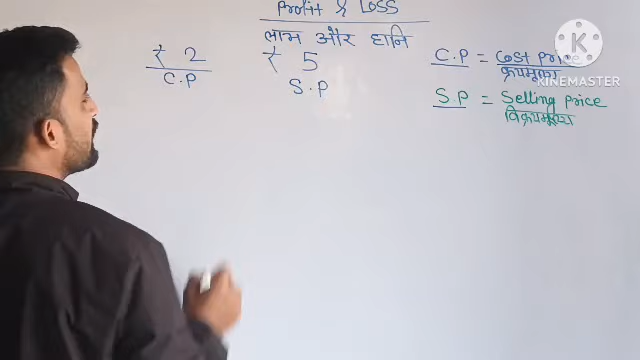 Profit & Loss
लाभ और हानि
₹ 2
C.P
₹ 5
S.P
C.P = Cost Price
क्रयमूल्य
S.P = Selling Price
विक्रयमूल्य
KINEMASTER